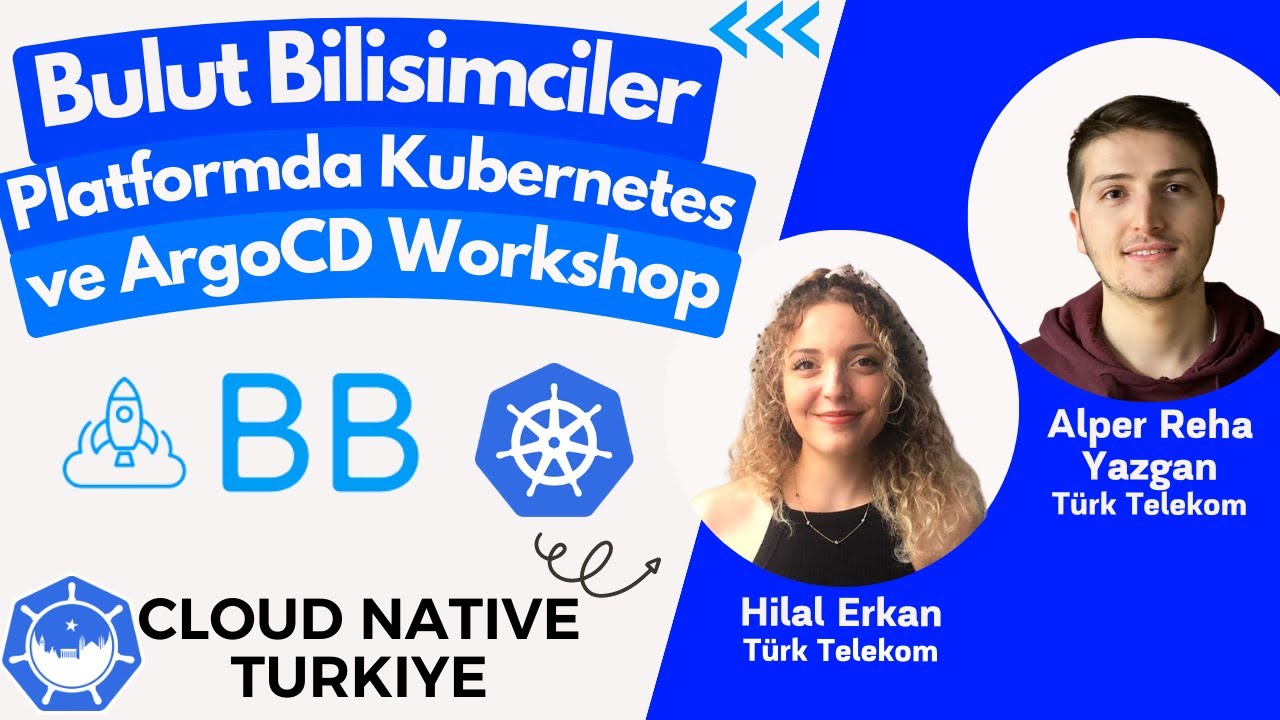 Bulut Bilisimciler
Platformda Kubernetes
ve ArgoCD Workshop
BB
CLOUD NATIVE
TURKIYE
Hilal Erkan
Türk Telekom
Alper Reha
Yazgan
Türk Telekom